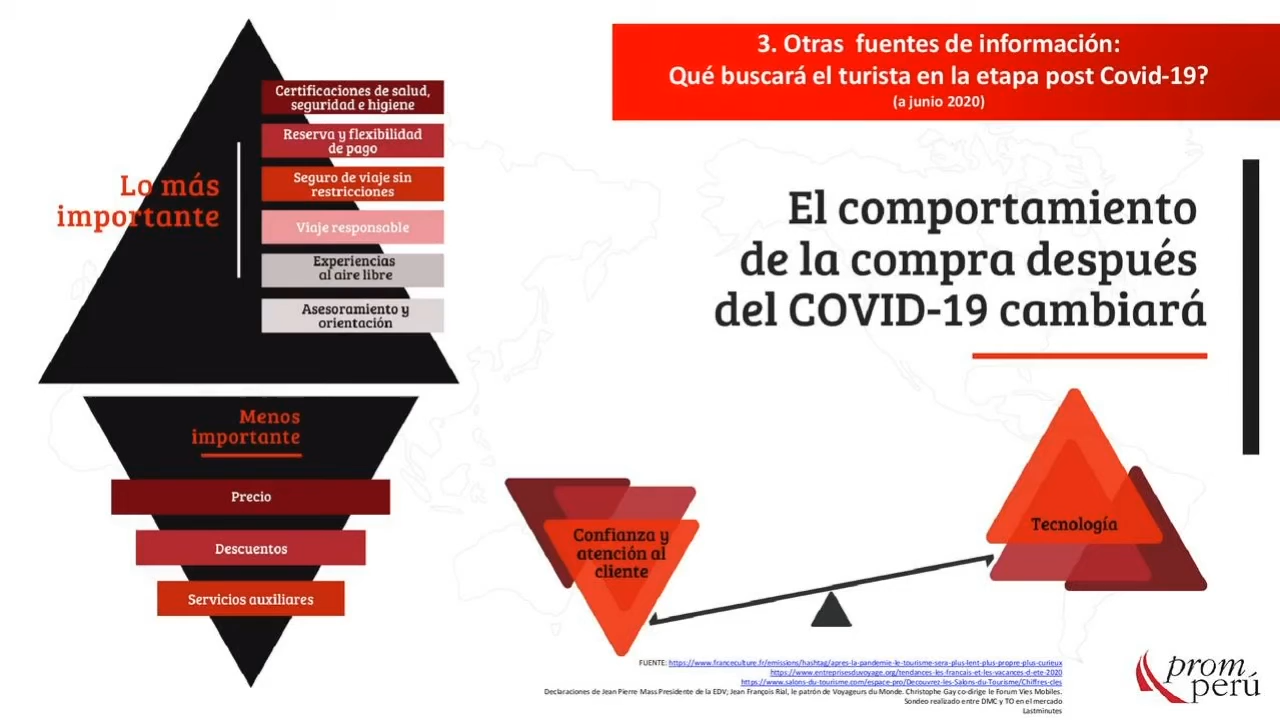 3. Otras fuentes de información:
Qué buscará el turista en la etapa post Covid-19?
(a junio 2020)
Lo más
importante
Certificaciones de salud,
seguridad e higiene
Reserva y flexibilidad
de pago
Seguro de viaje sin
restricciones
Viaje responsable
Experiencias
al aire libre
Asesoramiento y
orientación
Menos
importante
Precio
Descuentos
Servicios auxiliares
El comportamiento
de la compra después
del COVID-19 cambiará
Confianza y
atención al
cliente
Tecnología
FUENTE: https://www.franceculture.fr/emissions/hashtag/apres-la-pandemie-le-tourisme-sera-plus-lent-plus-propre-plus-curieux
https://www.entreprisesduvoyage.org/tendances-les-francais-et-les-vacances-d-ete-2020
https://www.salons-du-tourisme.com/espace-pro/Decouvrez-les-Salons-du-Tourisme/Chiffres-cles
Declaraciones de Jean Pierre Mass Presidente de la EDV; Jean François Rial, le patrón de Voyageurs du Monde. Christophe Gay co-dirige le Forum Vies Mobiles.
Sondeo realizado entre DMC y TO en el mercado
Lastminutes
prom
perú